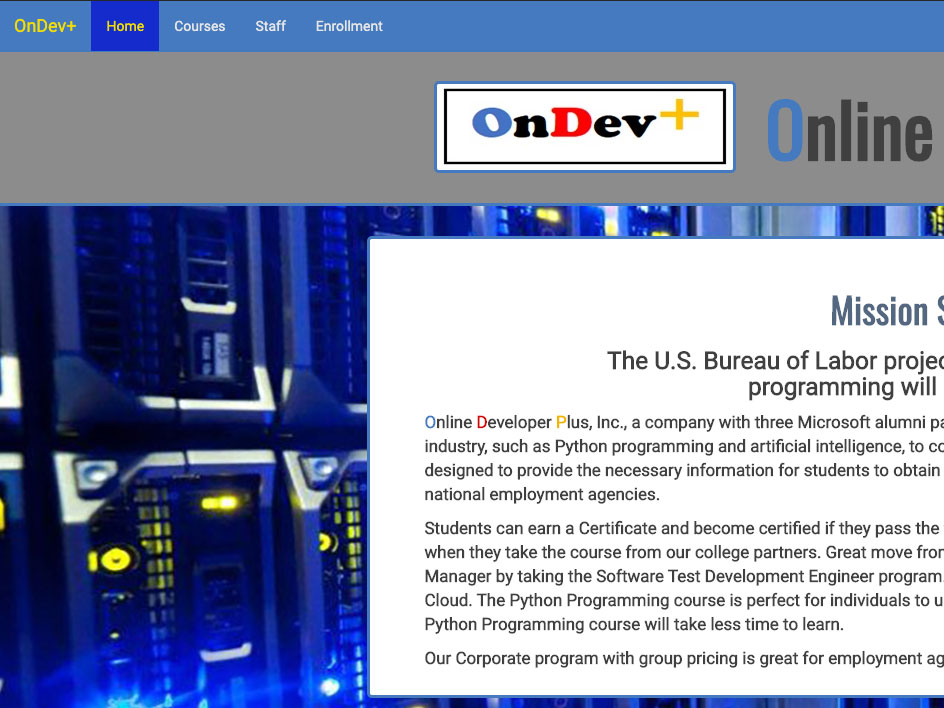 OnDev+ Home Courses Staff Enrollment
OnDev+ Online
Mission S
The U.S. Bureau of Labor projec
programming will
Online Developer Plus, Inc., a company with three Microsoft alumni pa
industry, such as Python programming and artificial intelligence, to co
designed to provide the necessary information for students to obtain
national employment agencies.
Students can earn a Certificate and become certified if they pass the
when they take the course from our college partners. Great move from
Manager by taking the Software Test Development Engineer program.
Cloud. The Python Programming course is perfect for individuals to u
Python Programming course will take less time to learn.
Our Corporate program with group pricing is great for employment ag